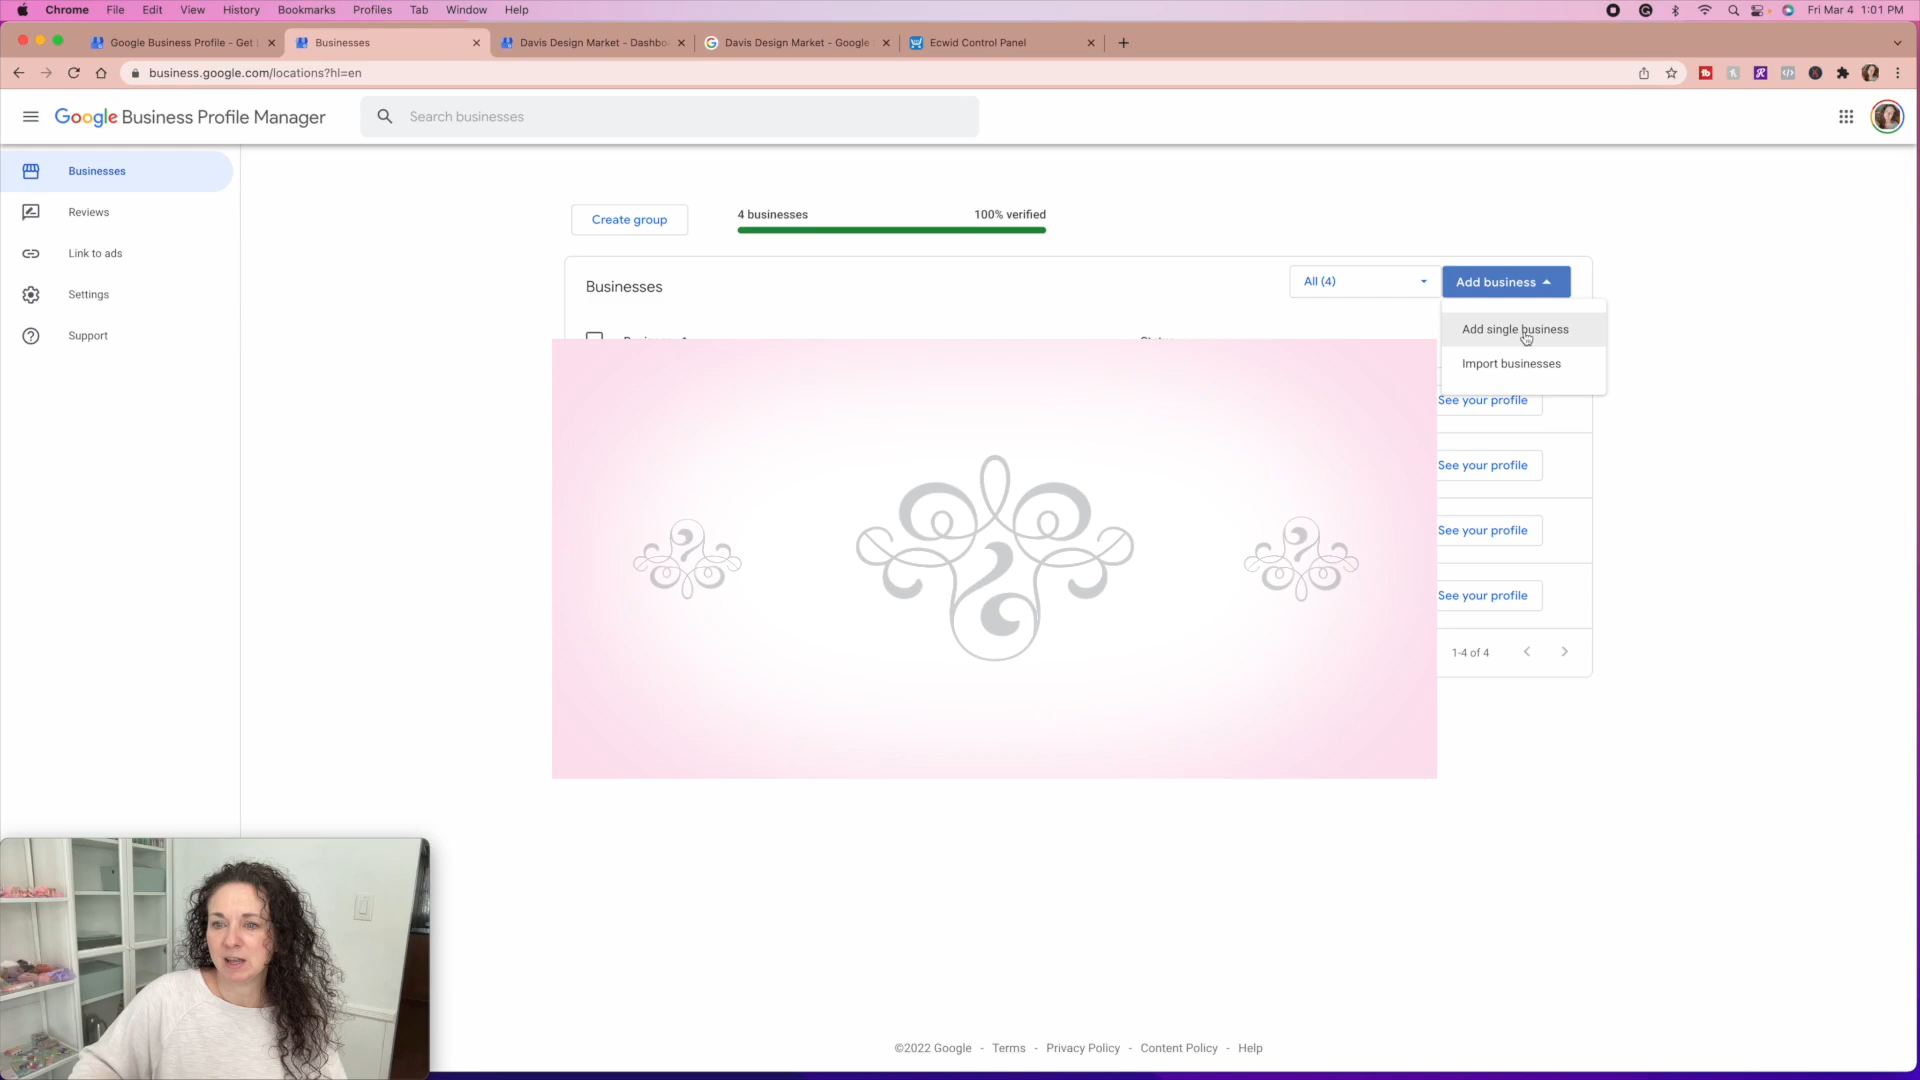 Chrome File Edit View History Bookmarks Profiles Tab Window Help Fri Mar 4 1:01 PM
Google Business Profile - Get Businesses Davis Design Market - Dashbo Davis Design Market - Google Ecwid Control Panel
business.google.com/locations?hl=en
Google Business Profile Manager Search businesses
Businesses
Reviews
Link to ads
Settings
Support
Create group 4 businesses 100% verified
Businesses All (4) Add business
Add single business
Import businesses
See your profile
See your profile
See your profile
See your profile
1-4 of 4
©2022 Google - Terms - Privacy Policy - Content Policy - Help